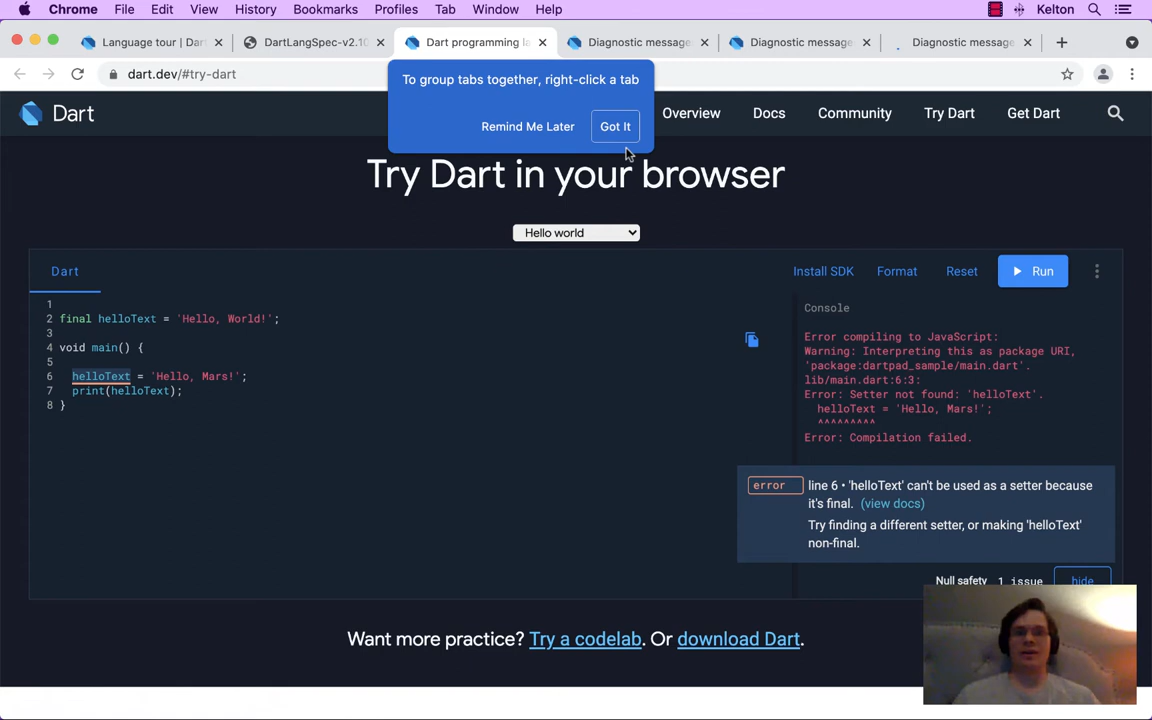 Chrome File Edit View History Bookmarks Profiles Tab Window Help Kelton
Language tour | Dart
DartLangSpec-v2.10
Dart programming la
Diagnostic message
Diagnostic message
Diagnostic message
dart.dev/#try-dart
To group tabs together, right-click a tab
Remind Me Later Got It
Dart
Overview Docs Community Try Dart Get Dart
Try Dart in your browser
Hello world
Dart
Install SDK Format Reset Run
1
2 final helloText = 'Hello, World!';
3
4 void main() {
5
6 helloText = 'Hello, Mars!';
7 print(helloText);
8 }
Console
Error compiling to JavaScript:
Warning: Interpreting this as package URI,
'package:dartpad_sample/main.dart'.
lib/main.dart:6:3:
Error: Setter not found: 'helloText'.
helloText = 'Hello, Mars!';
^^^^^^^^^
Error: Compilation failed.
error line 6 • 'helloText' can't be used as a setter because
it's final. (view docs)
Try finding a different setter, or making 'helloText'
non-final.
Null safety 1 issue hide
Want more practice? Try a codelab. Or download Dart.